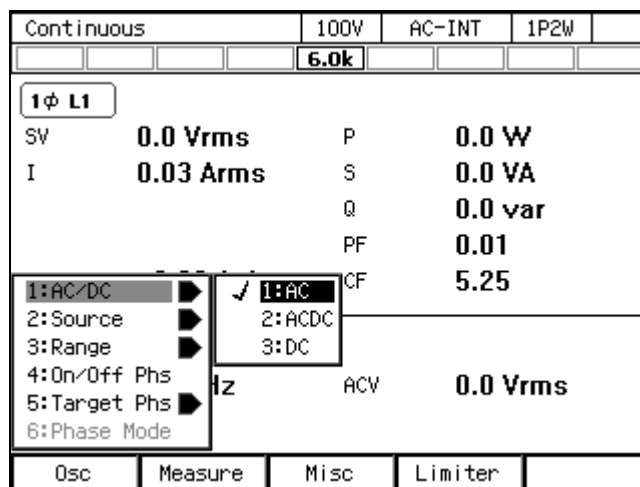 Continuous 100V AC-INT 1P2W
6.0k
1ϕ L1
SV 0.0 Vrms P 0.0 W
I 0.03 Arms S 0.0 VA
Q 0.0 var
PF 0.01
CF 5.25
1:AC/DC
2:Source
3:Range
4:On/Off Phs
5:Target Phs
6:Phase Mode
✓ 1:AC
2:ACDC
3:DC
Hz ACV 0.0 Vrms
Osc Measure Misc Limiter